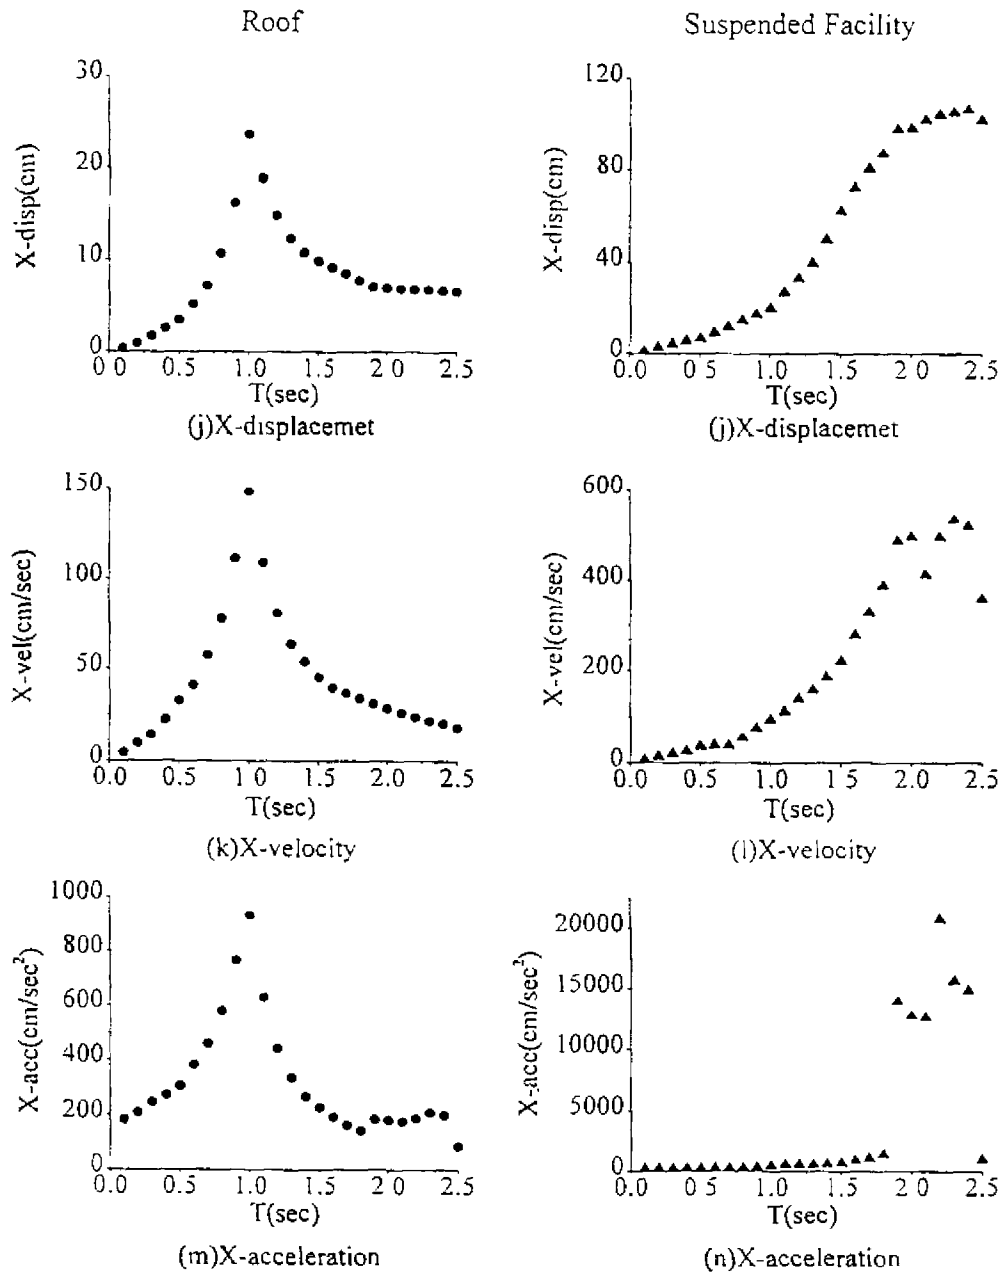 Roof
Suspended Facility
30
20
10
0
X-disp(cm)
0 0 0.5 1.0 1.5 2 0 2.5
T(sec)
(j)X-displacemet
120
80
40
0
X-disp(cm)
0.0 0.5 1.0 1.5 2 0 2.5
T(sec)
(j)X-displacemet
150
100
50
0
X-vel(cm/sec)
0.0 0.5 1 0 1.5 2.0 2.5
T(sec)
(k)X-velocity
600
400
200
0
X-vel(cm/sec)
0.0 0.5 1.0 1.5 2.0 2.5
T(sec)
(l)X-velocity
1000
800
600
400
200
0
X-acc(cm/sec²)
0.0 0.5 1.0 1.5 2 0 2.5
T(sec)
(m)X-acceleration
20000
15000
10000
5000
0
X-acc(cm/sec²)
0.0 0.5 1.0 1.5 2 0 2.5
T(sec)
(n)X-acceleration